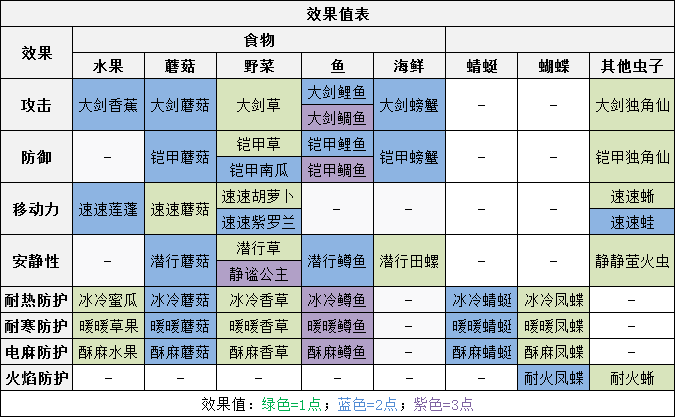 效果值表
效果 食物
水果 蘑菇 野菜 鱼 海鲜 蜻蜓 蝴蝶 其他虫子
攻击 大剑香蕉 大剑蘑菇 大剑草 大剑鲤鱼 大剑螃蟹 - - 大剑独角仙
大剑鲷鱼
防御 - 铠甲蘑菇 铠甲草 铠甲鲤鱼 铠甲螃蟹 - - 铠甲独角仙
铠甲南瓜 铠甲鲷鱼
移动力 速速莲蓬 速速蘑菇 速速胡萝卜 - - - - 速速蜥
速速紫罗兰 速速蛙
安静性 - 潜行蘑菇 潜行草 潜行鳟鱼 潜行田螺 - - 静静萤火虫
静谧公主
耐热防护 冰冷蜜瓜 冰冷蘑菇 冰冷香草 冰冷鳟鱼 - 冰冷蜻蜓 冰冷凤蝶 -
耐寒防护 暖暖草果 暖暖蘑菇 暖暖香草 暖暖鳟鱼 - 暖暖蜻蜓 暖暖凤蝶 -
电麻防护 酥麻水果 酥麻蘑菇 酥麻香草 酥麻鳟鱼 - 酥麻蜻蜓 酥麻凤蝶 -
火焰防护 - - - - - - 耐火凤蝶 耐火蜥
效果值：绿色=1点；蓝色=2点；紫色=3点